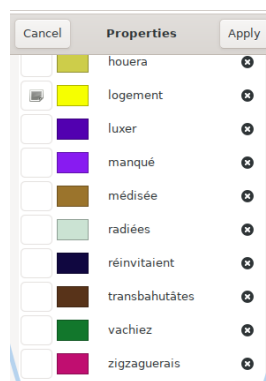 Cancel Properties Apply
houera
logement
luxer
manqué
médisée
radiées
réinvitaient
transbahutâtes
vachiez
zigzaguerais